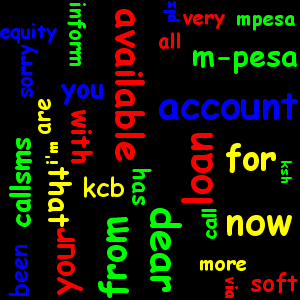 plz
very
mpesa
equity
inform
available
all
m-pesa
sorry
you
account
are
with
i'm
loan
for
ksh
callsms
that
kcb
has
from
dear
call
now
your
been
more
via
soft